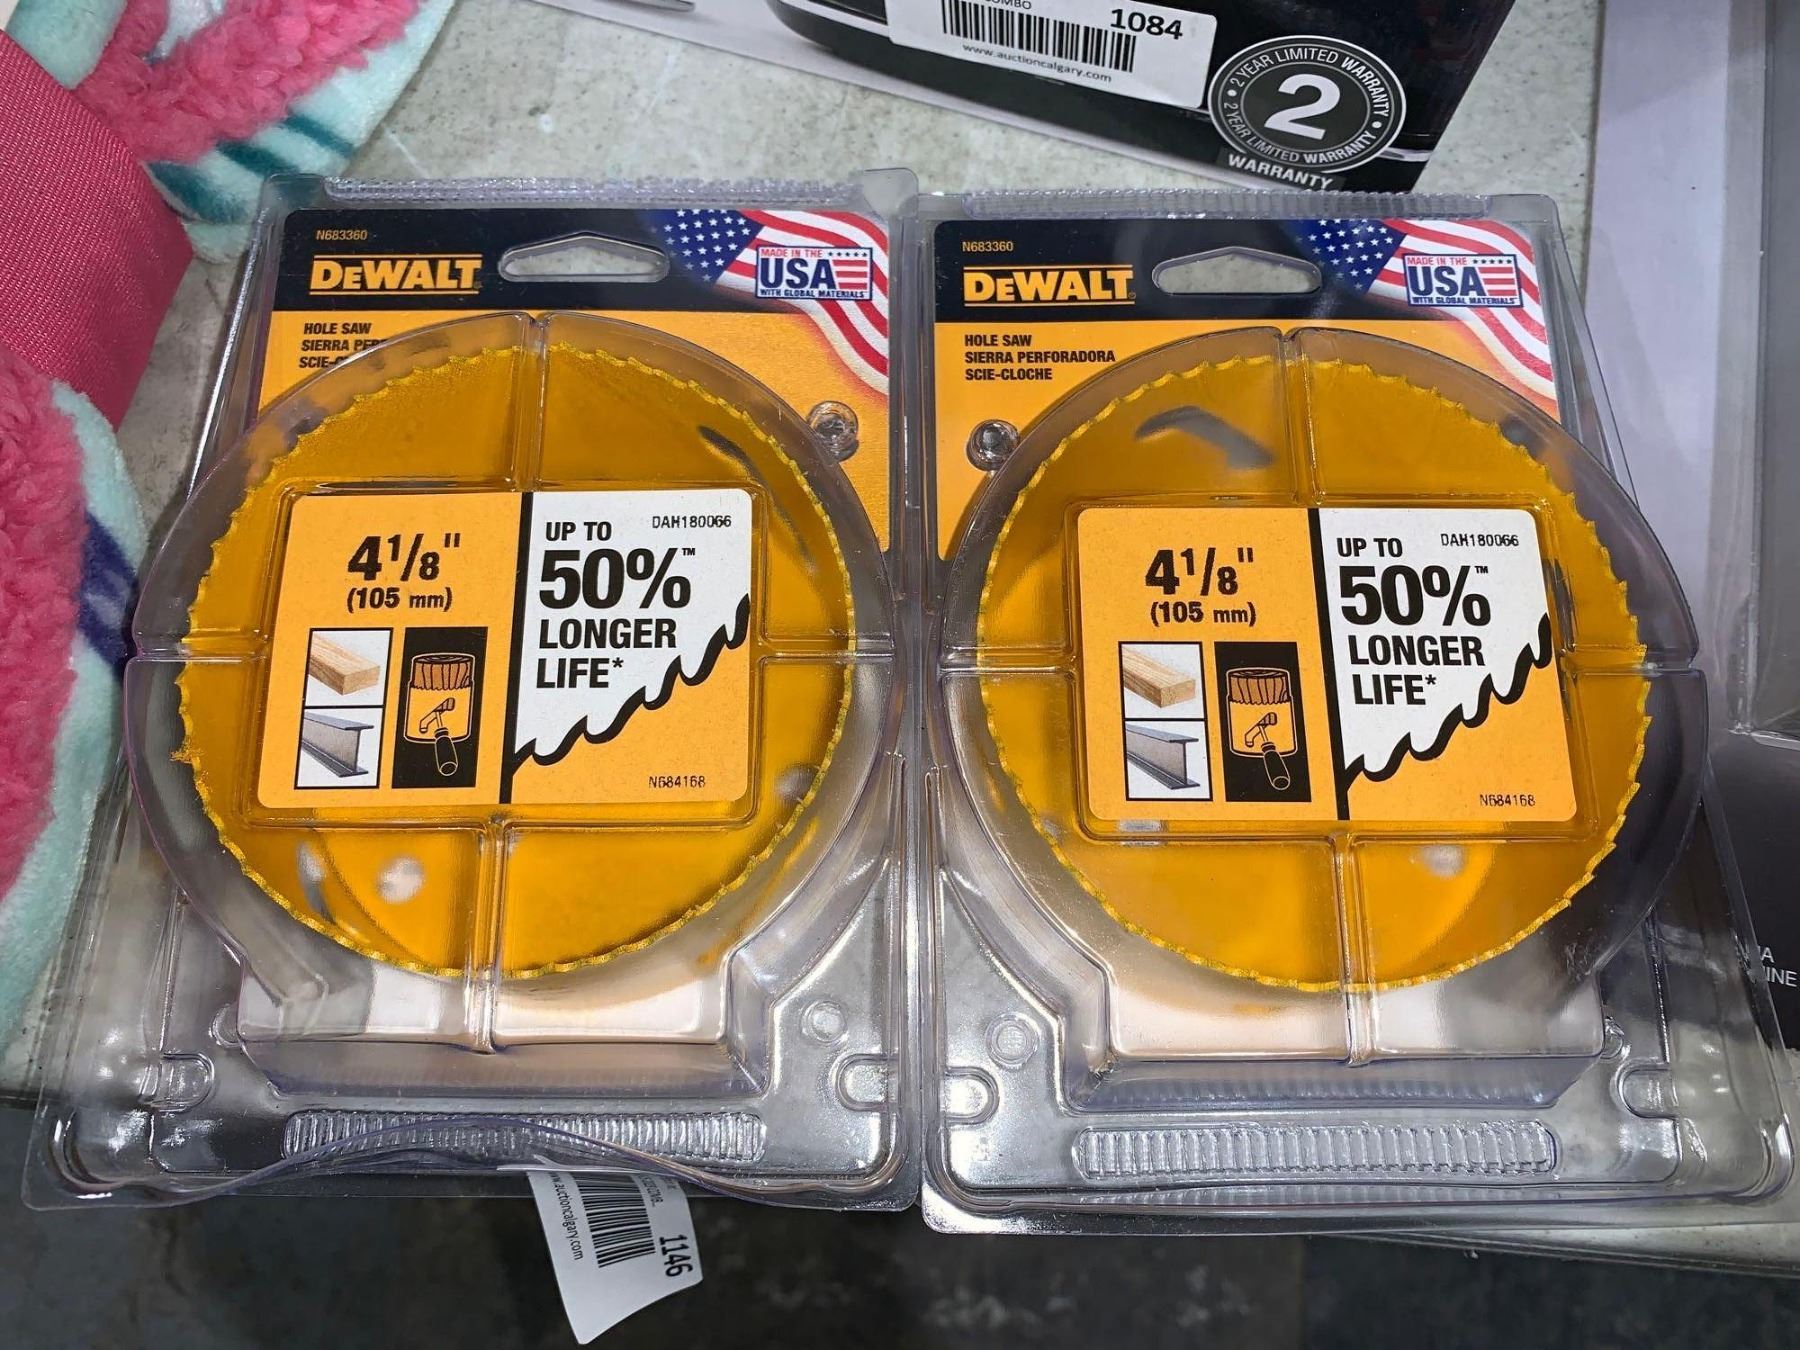 1084
www.auctioncalgary.com
2 YEAR LIMITED WARRANTY • 2 YEAR LIMITED WARRANTY •
2
WARRANTY
N683360
DEWALT
MADE IN THE
USA
WITH GLOBAL MATERIALS
HOLE SAW
SIERRA
4 1/8"
(105 mm)
UP TO
DAH180066
50%™
LONGER
LIFE*
N684168
N683360
DEWALT
MADE IN THE
USA
WITH GLOBAL MATERIALS
HOLE SAW
SIERRA PERFORADORA
SCIE-CLOCHE
4 1/8"
(105 mm)
UP TO
DAH180066
50%™
LONGER
LIFE*
N684168
1146
www.auctioncalgary.com